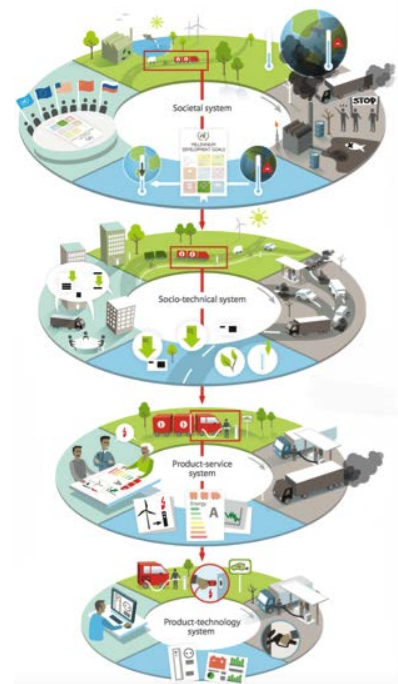 STOP
Societal system
MILLENNIUM
DEVELOPMENT GOALS
Socio-technical system
Product-service
system
Energy
A
Product-technology
system